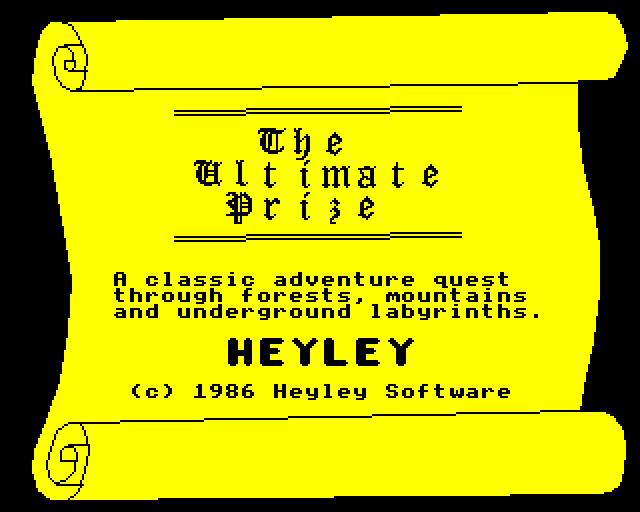 The
Ultimate
Prize
A classic adventure quest
through forests, mountains
and underground labyrinths.
HEYLEY
(c) 1986 Heyley Software